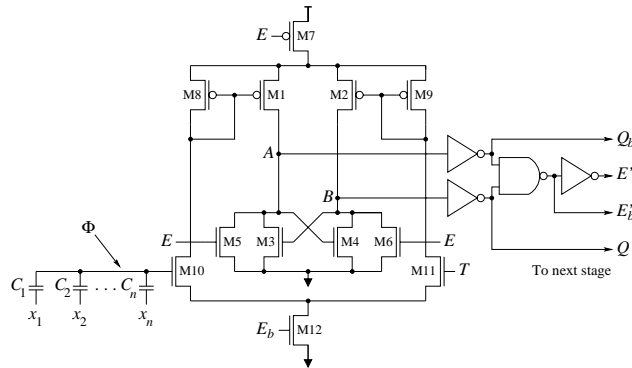 E M7
M8 M1 M2 M9
A
B
Q_b
E'
E'_b
Q
To next stage
E M5 M3 M4 M6 E
Φ
M10 M11 T
C_1 C_2 ... C_n
x_1 x_2 x_n
E_b M12